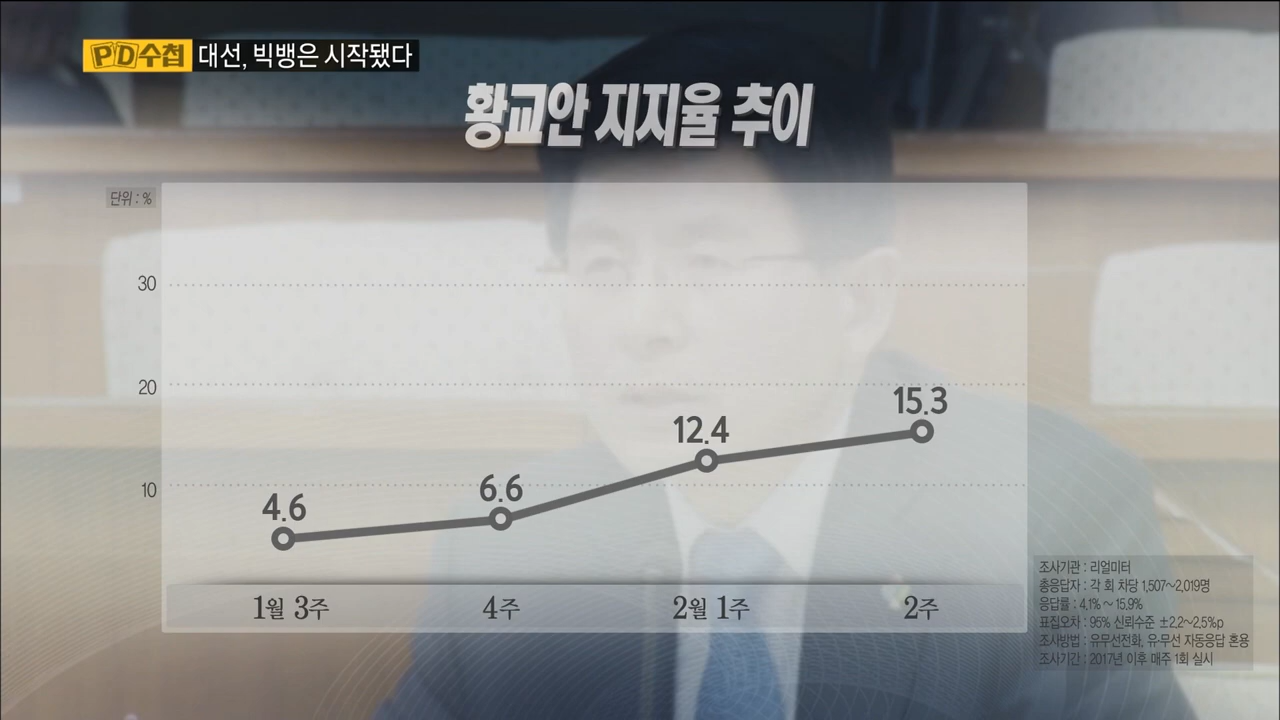 PD수첩 대선, 빅뱅은 시작됐다
황교안 지지율 추이
단위 : %
30
20
10
4.6
6.6
12.4
15.3
1월 3주 4주 2월 1주 2주
조사기관 : 리얼미터
총응답자 : 각 회 차당 1,507~2,019명
응답률 : 4.1% ~ 15.9%
표집오차 : 95% 신뢰수준 ±2.2~2.5%p
조사방법 : 유무선전화, 유·무선 자동응답 혼용
조사기간 : 2017년 이후 매주 1회 실시